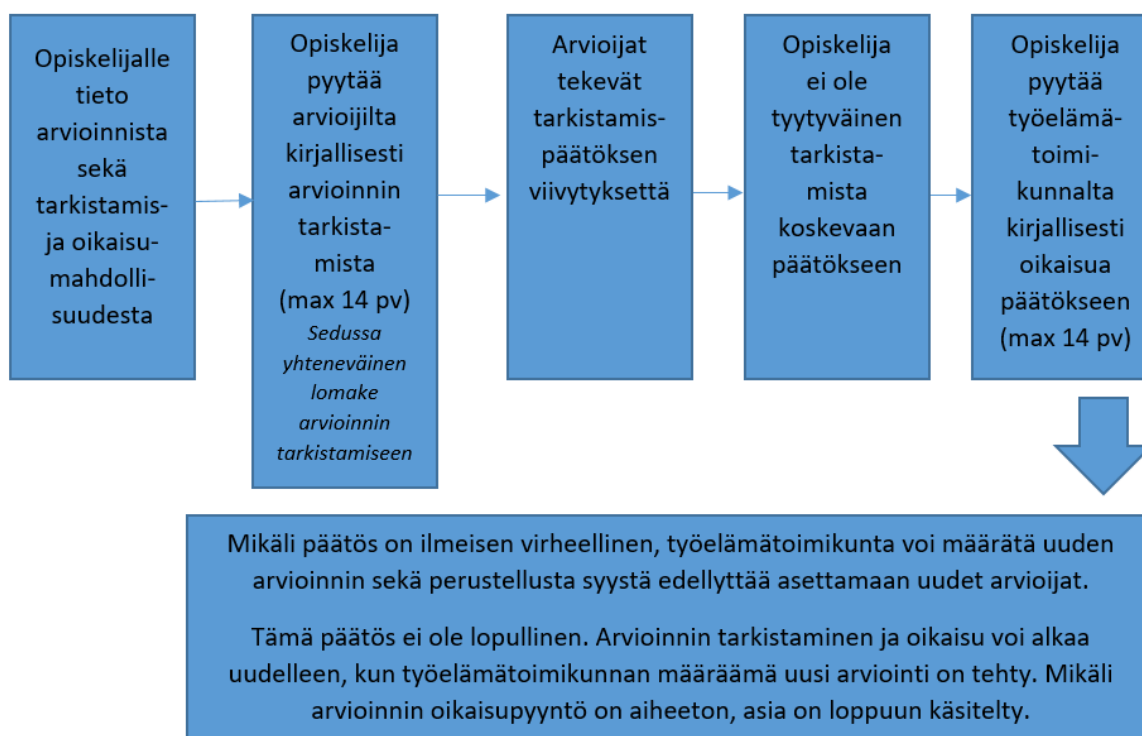 Opiskelijalle
tieto
arvioinnista
sekä
tarkistamis-
ja oikaisu-
mahdolli-
suudesta
Opiskelija
pyytää
arvioijilta
kirjallisesti
arvioinnin
tarkista-
mista
(max 14 pv)
Sedussa
yhteneväinen
lomake
arvioinnin
tarkistamiseen
Arvioijat
tekevät
tarkistamis-
päätöksen
viivytyksettä
Opiskelija
ei ole
tyytyväinen
tarkista-
mista
koskevaan
päätökseen
Opiskelija
pyytää
työelämä-
toimi-
kunnalta
kirjallisesti
oikaisua
päätökseen
(max 14 pv)
Mikäli päätös on ilmeisen virheellinen, työelämätoimikunta voi määrätä uuden
arvioinnin sekä perustellusta syystä edellyttää asettamaan uudet arvioijat.
Tämä päätös ei ole lopullinen. Arvioinnin tarkistaminen ja oikaisu voi alkaa
uudelleen, kun työelämätoimikunnan määräämä uusi arviointi on tehty. Mikäli
arvioinnin oikaisupyyntö on aiheeton, asia on loppuun käsitelty.